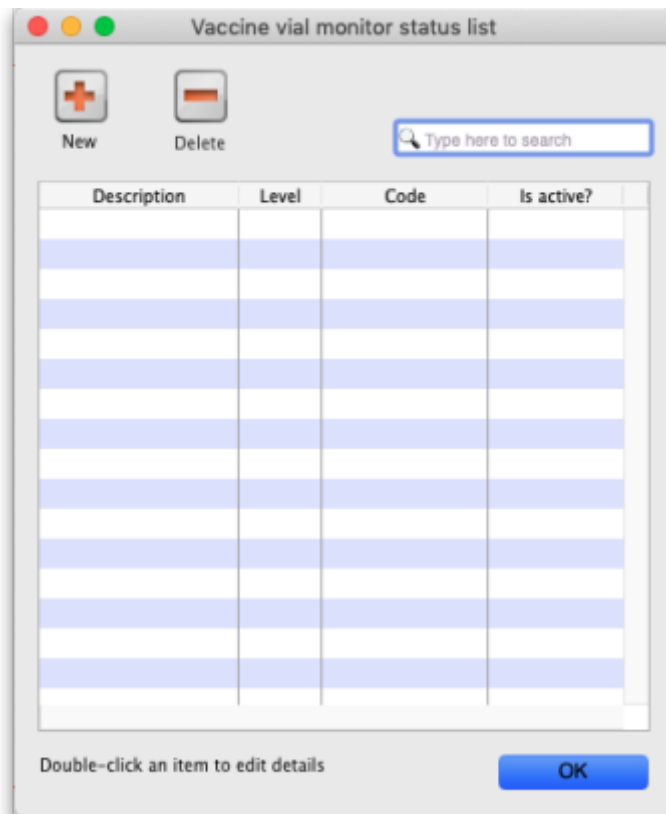 Vaccine vial monitor status list
New Delete
Type here to search
Description Level Code Is active?
Double-click an item to edit details
OK